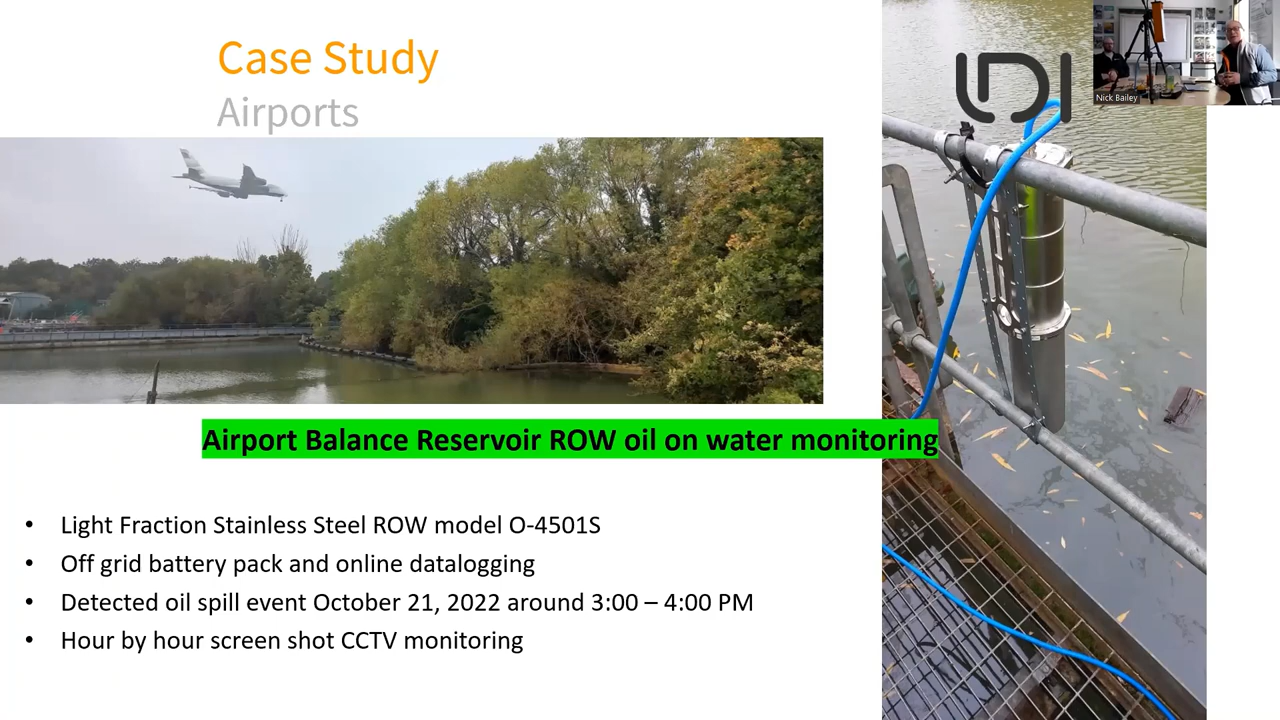 Case Study
Airports
LDI
Nick Bailey
Airport Balance Reservoir ROW oil on water monitoring
• Light Fraction Stainless Steel ROW model O-4501S
• Off grid battery pack and online datalogging
• Detected oil spill event October 21, 2022 around 3:00 – 4:00 PM
• Hour by hour screen shot CCTV monitoring